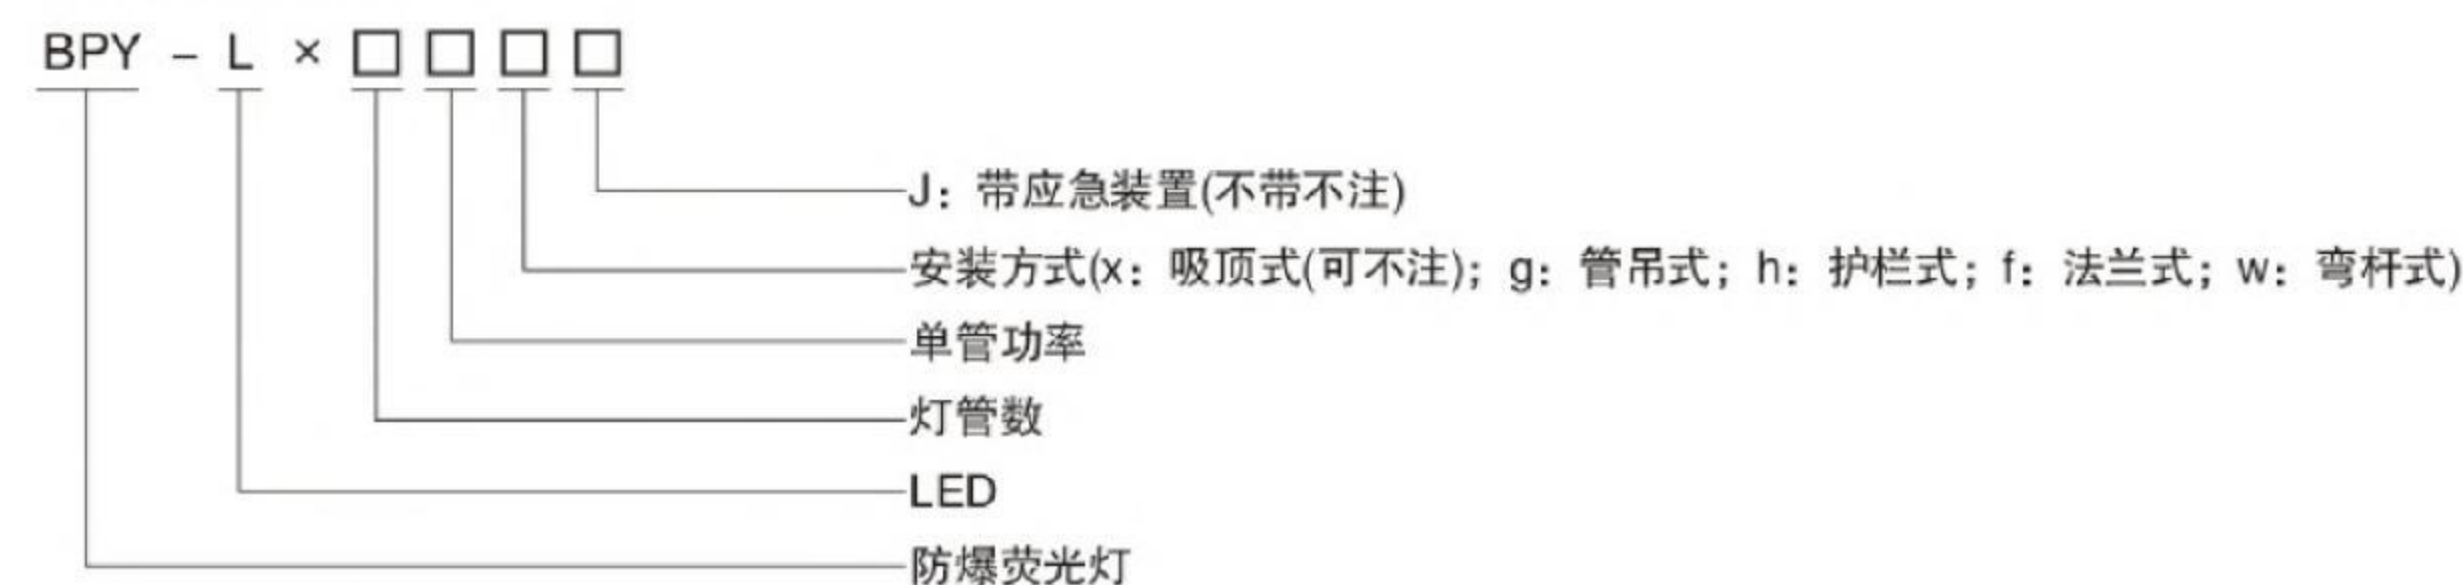 BPY – L × □ □ □ □
J：带应急装置(不带不注)
安装方式(x：吸顶式(可不注)；g：管吊式；h：护栏式；f：法兰式；w：弯杆式)
单管功率
灯管数
LED
防爆荧光灯